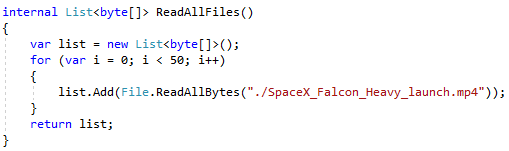 internal List<byte[]> ReadAllFiles()
{
    var list = new List<byte[]>();
    for (var i = 0; i < 50; i++)
    {
        list.Add(File.ReadAllBytes("./SpaceX_Falcon_Heavy_launch.mp4"));
    }
    return list;
}